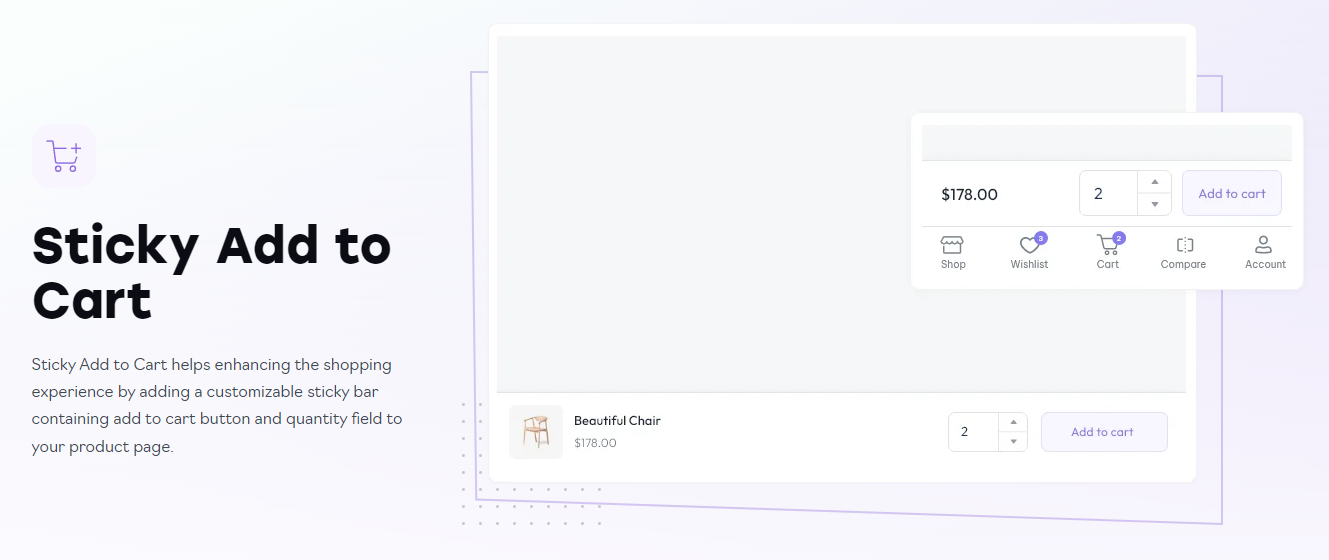 Sticky Add to
Cart
Sticky Add to Cart helps enhancing the shopping
experience by adding a customizable sticky bar
containing add to cart button and quantity field to
your product page.
$178.00
2
Add to cart
3
2
Shop
Wishlist
Cart
Compare
Account
Beautiful Chair
$178.00
2
Add to cart